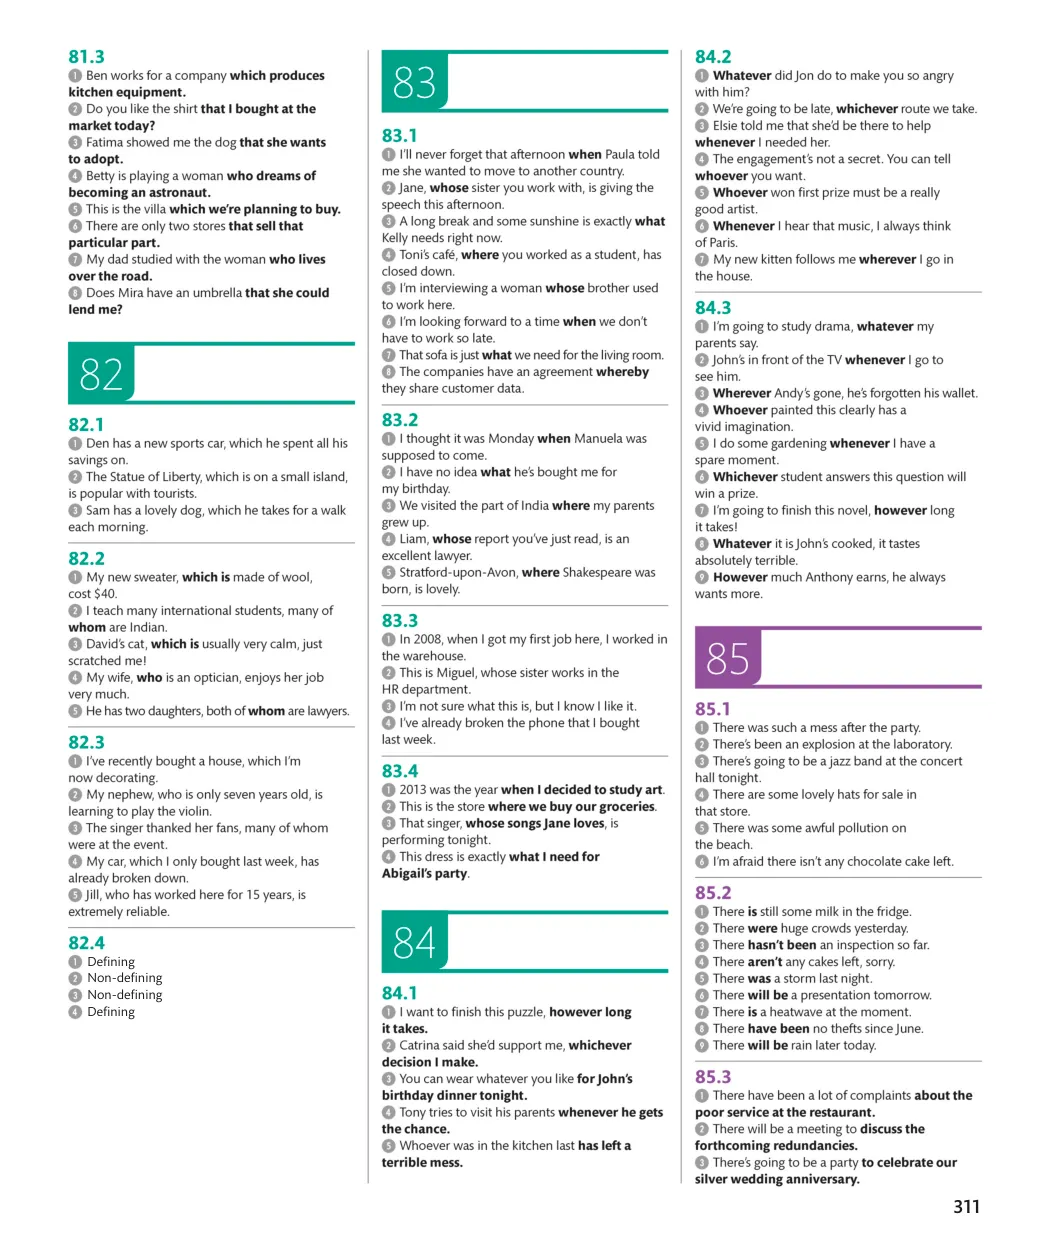 81.3
1 Ben works for a company which produces
kitchen equipment.
2 Do you like the shirt that I bought at the
market today?
3 Fatima showed me the dog that she wants
to adopt.
4 Betty is playing a woman who dreams of
becoming an astronaut.
5 This is the villa which we're planning to buy.
6 There are only two stores that sell that
particular part.
7 My dad studied with the woman who lives
over the road.
8 Does Mira have an umbrella that she could
lend me?
82
82.1
1 Den has a new sports car, which he spent all his
savings on.
2 The Statue of Liberty, which is on a small island,
is popular with tourists.
3 Sam has a lovely dog, which he takes for a walk
each morning.
82.2
1 My new sweater, which is made of wool,
cost $40.
2 I teach many international students, many of
whom are Indian.
3 David's cat, which is usually very calm, just
scratched me!
4 My wife, who is an optician, enjoys her job
very much.
5 He has two daughters, both of whom are lawyers.
82.3
1 I've recently bought a house, which I'm
now decorating.
2 My nephew, who is only seven years old, is
learning to play the violin.
3 The singer thanked her fans, many of whom
were at the event.
4 My car, which I only bought last week, has
already broken down.
5 Jill, who has worked here for 15 years, is
extremely reliable.
82.4
1 Defining
2 Non-defining
3 Non-defining
4 Defining
83
83.1
1 I'll never forget that afternoon when Paula told
me she wanted to move to another country.
2 Jane, whose sister you work with, is giving the
speech this afternoon.
3 A long break and some sunshine is exactly what
Kelly needs right now.
4 Toni's café, where you worked as a student, has
closed down.
5 I'm interviewing a woman whose brother used
to work here.
6 I'm looking forward to a time when we don't
have to work so late.
7 That sofa is just what we need for the living room.
8 The companies have an agreement whereby
they share customer data.
83.2
1 I thought it was Monday when Manuela was
supposed to come.
2 I have no idea what he's bought me for
my birthday.
3 We visited the part of India where my parents
grew up.
4 Liam, whose report you've just read, is an
excellent lawyer.
5 Stratford-upon-Avon, where Shakespeare was
born, is lovely.
83.3
1 In 2008, when I got my first job here, I worked in
the warehouse.
2 This is Miguel, whose sister works in the
HR department.
3 I'm not sure what this is, but I know I like it.
4 I've already broken the phone that I bought
last week.
83.4
1 2013 was the year when I decided to study art.
2 This is the store where we buy our groceries.
3 That singer, whose songs Jane loves, is
performing tonight.
4 This dress is exactly what I need for
Abigail's party.
84
84.1
1 I want to finish this puzzle, however long
it takes.
2 Catrina said she'd support me, whichever
decision I make.
3 You can wear whatever you like for John's
birthday dinner tonight.
4 Tony tries to visit his parents whenever he gets
the chance.
5 Whoever was in the kitchen last has left a
terrible mess.
84.2
1 Whatever did Jon do to make you so angry
with him?
2 We're going to be late, whichever route we take.
3 Elsie told me that she'd be there to help
whenever I needed her.
4 The engagement's not a secret. You can tell
whoever you want.
5 Whoever won first prize must be a really
good artist.
6 Whenever I hear that music, I always think
of Paris.
7 My new kitten follows me wherever I go in
the house.
84.3
1 I'm going to study drama, whatever my
parents say.
2 John's in front of the TV whenever I go to
see him.
3 Wherever Andy's gone, he's forgotten his wallet.
4 Whoever painted this clearly has a
vivid imagination.
5 I do some gardening whenever I have a
spare moment.
6 Whichever student answers this question will
win a prize.
7 I'm going to finish this novel, however long
it takes!
8 Whatever it is John's cooked, it tastes
absolutely terrible.
9 However much Anthony earns, he always
wants more.
85
85.1
1 There was such a mess after the party.
2 There's been an explosion at the laboratory.
3 There's going to be a jazz band at the concert
hall tonight.
4 There are some lovely hats for sale in
that store.
5 There was some awful pollution on
the beach.
6 I'm afraid there isn't any chocolate cake left.
85.2
1 There is still some milk in the fridge.
2 There were huge crowds yesterday.
3 There hasn't been an inspection so far.
4 There aren't any cakes left, sorry.
5 There was a storm last night.
6 There will be a presentation tomorrow.
7 There is a heatwave at the moment.
8 There have been no thefts since June.
9 There will be rain later today.
85.3
1 There have been a lot of complaints about the
poor service at the restaurant.
2 There will be a meeting to discuss the
forthcoming redundancies.
3 There's going to be a party to celebrate our
silver wedding anniversary.
311